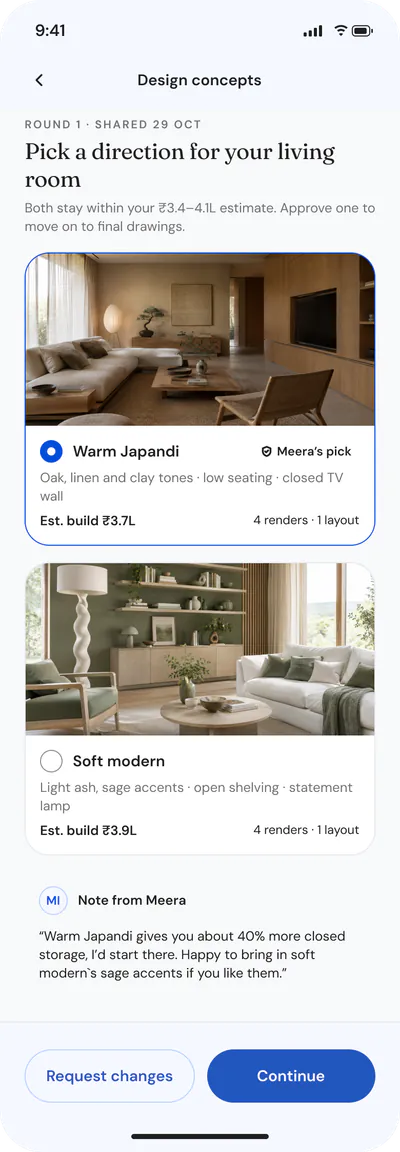 9:41
Design concepts
ROUND 1 · SHARED 29 OCT
Pick a direction for your living
room
Both stay within your ₹3.4–4.1L estimate. Approve one to
move on to final drawings.
Warm Japandi
Meera’s pick
Oak, linen and clay tones · low seating · closed TV
wall
Est. build ₹3.7L
4 renders · 1 layout
Soft modern
Light ash, sage accents · open shelving · statement
lamp
Est. build ₹3.9L
4 renders · 1 layout
MI
Note from Meera
“Warm Japandi gives you about 40% more closed
storage, I’d start there. Happy to bring in soft
modern`s sage accents if you like them.”
Request changes
Continue